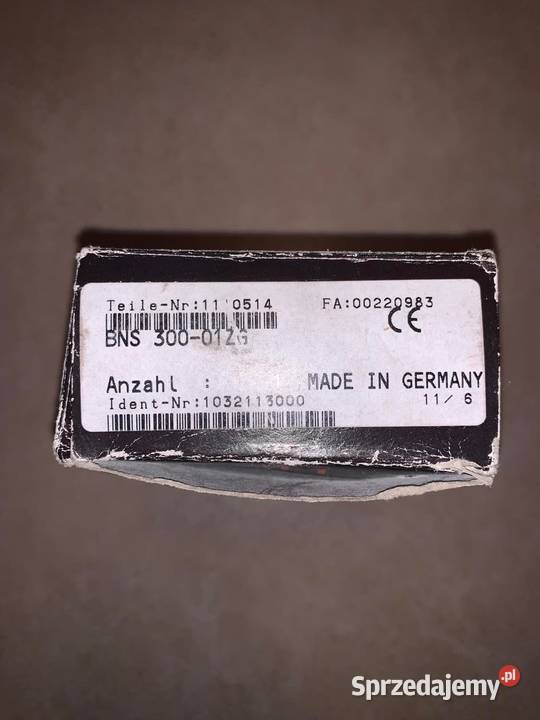 Teile-Nr:11'0514 FA:00220983
CE
BNS 300-01ZG
Anzahl : MADE IN GERMANY
Ident-Nr:1032113000 11/ 6
Sprzedajemy.pl